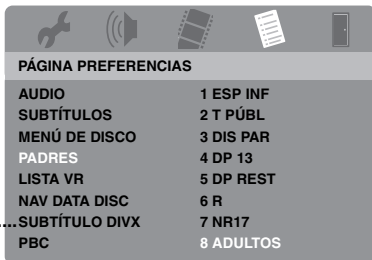 PÁGINA PREFERENCIAS
AUDIO 1 ESP INF
SUBTÍTULOS 2 T PÚBL
MENÚ DE DISCO 3 DIS PAR
PADRES 4 DP 13
LISTA VR 5 DP REST
NAV DATA DISC 6 R
....SUBTÍTULO DIVX 7 NR17
PBC 8 ADULTOS